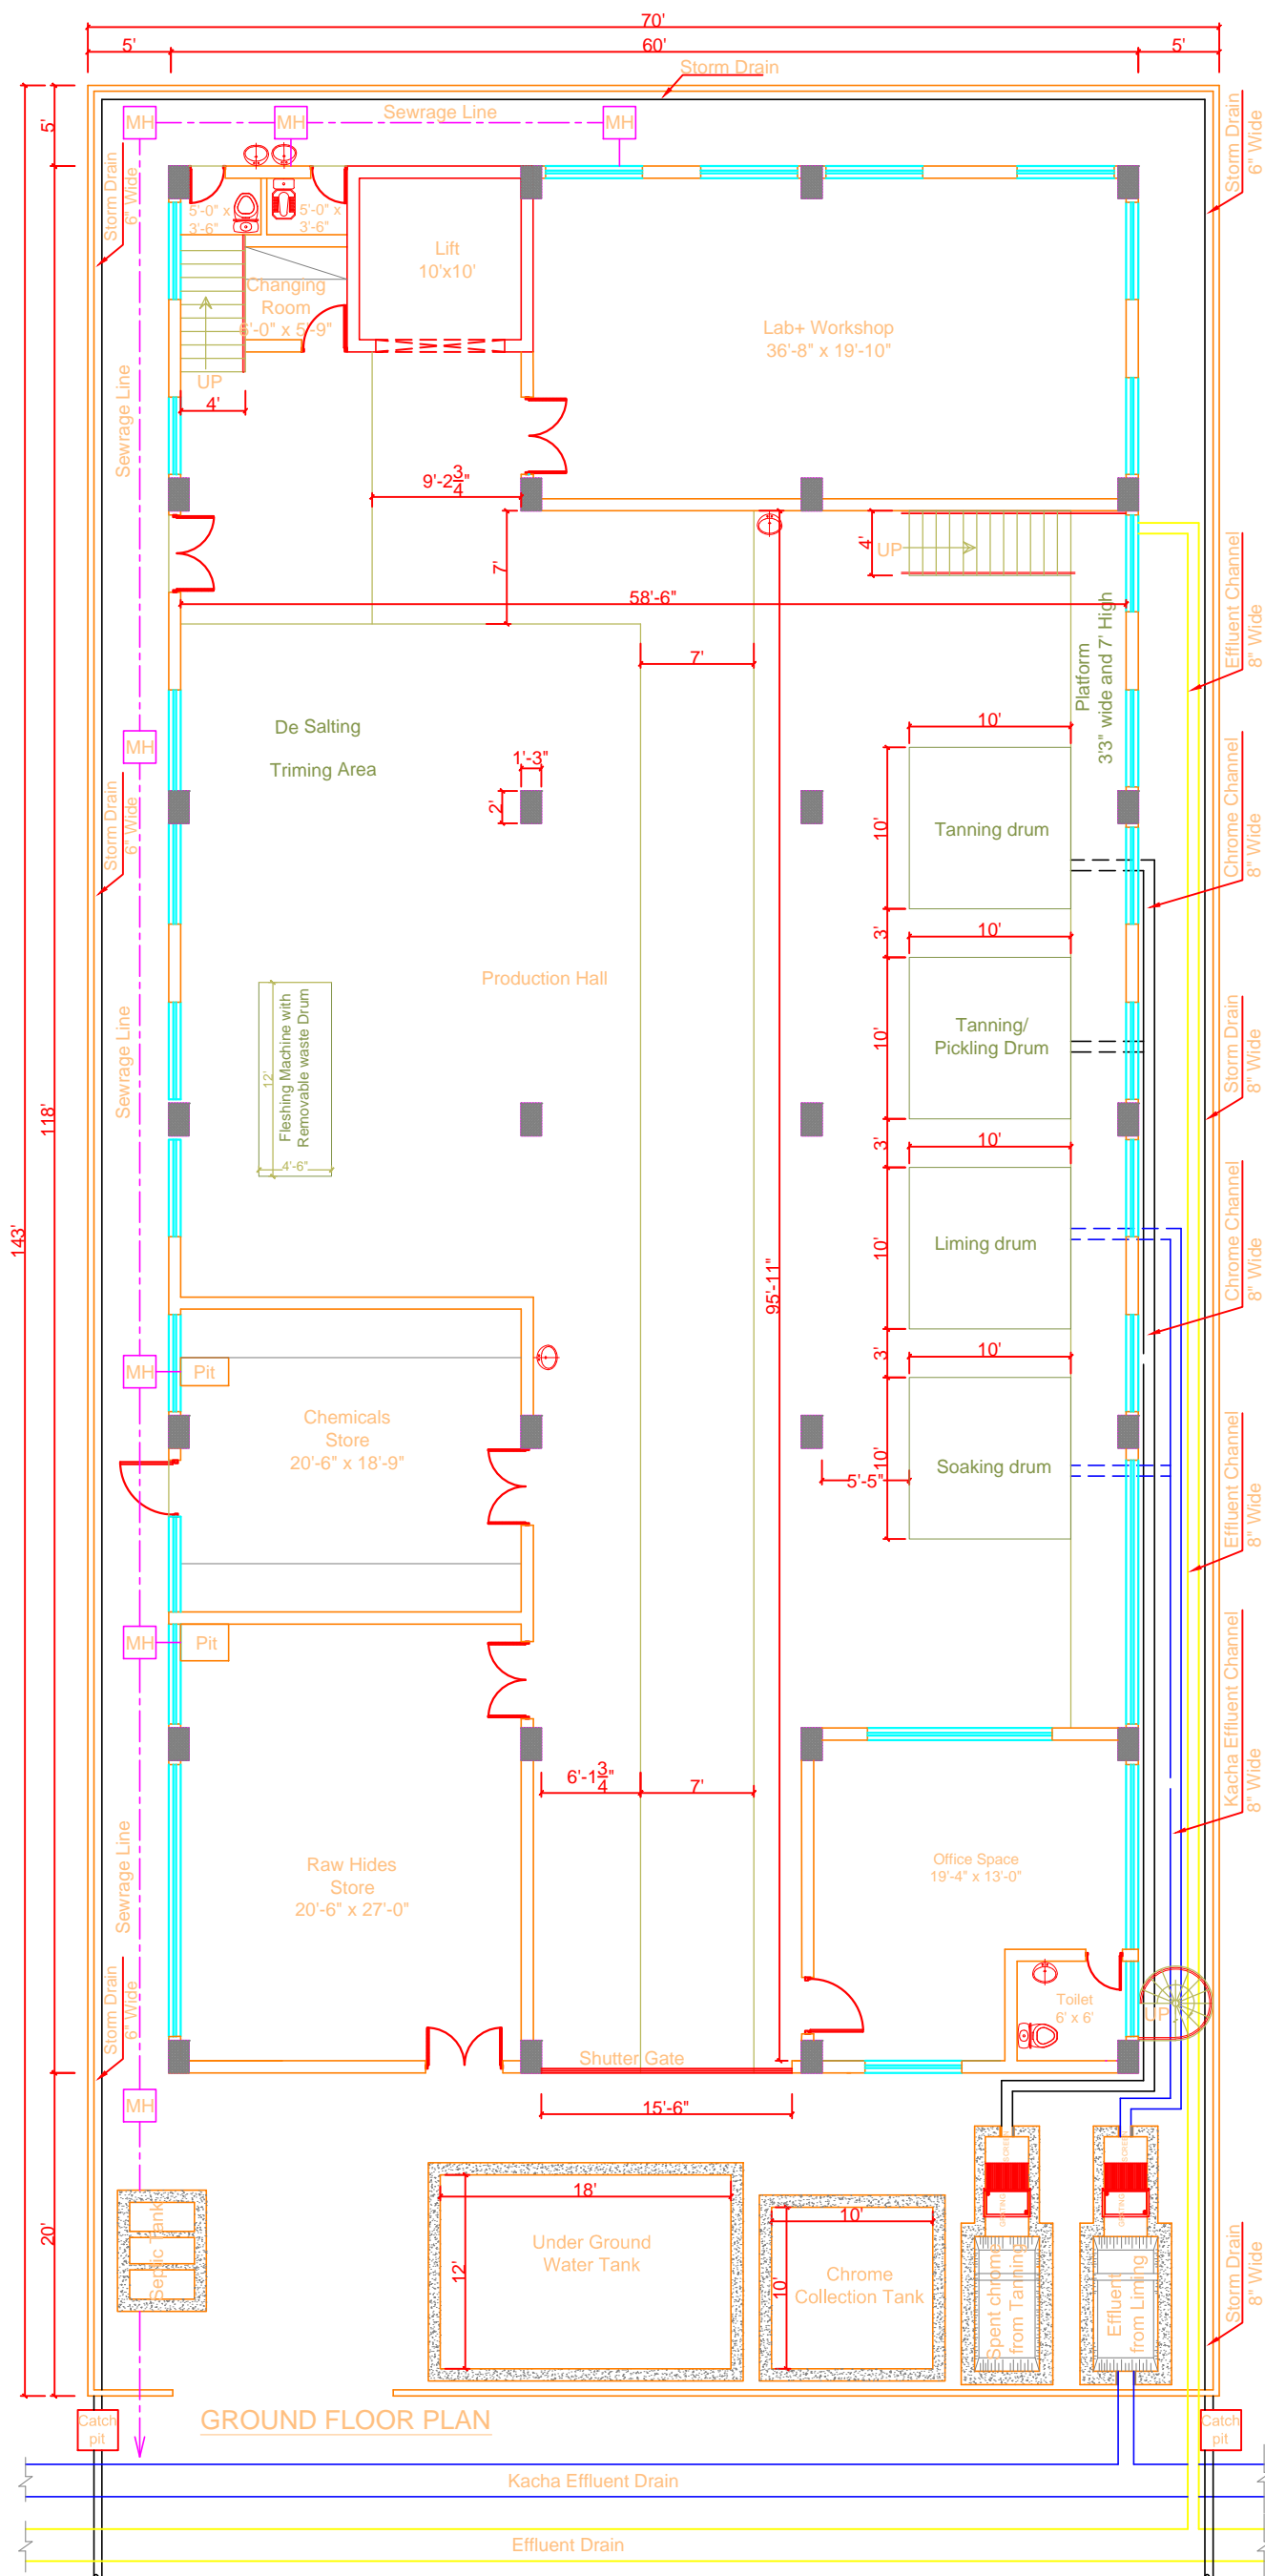 70'
5'
60'
5'
Storm Drain
5'
MH
MH
Sewrage Line
MH
Storm Drain
6" Wide
Storm Drain
6" Wide
5'-0" x
3'-6"
5'-0" x
3'-6"
Lift
10'x10'
Changing
Room
'-0" x 5'-9"
Lab+ Workshop
36'-8" x 19'-10"
UP
4'
Sewrage Line
9'-2 3/4"
7'
4'
UP
58'-6"
Effluent Channel
8" Wide
Platform
3'3" wide and 7' High
7'
De Salting
Triming Area
MH
10'
1'-3"
2'
10'
Tanning drum
Storm Drain
6" Wide
Chrome Channel
8" Wide
3'
10'
Production Hall
Tanning/
Pickling Drum
10'
Fleshing Machine with
Removable waste Drum
12'
4'-6"
Sewrage Line
Storm Drain
8" Wide
118'
3'
10'
143'
10'
Liming drum
95'-11"
Chrome Channel
8" Wide
3'
10'
MH
Pit
Chemicals
Store
20'-6" x 18'-9"
10'
Soaking drum
5'-5"
Effluent Channel
8" Wide
MH
Pit
Kacha Effluent Channel
8" Wide
6'-1 3/4"
7'
Raw Hides
Store
20'-6" x 27'-0"
Office Space
19'-4" x 13'-0"
Sewrage Line
Storm Drain
6" Wide
Toilet
6' x 6'
UP
Shutter Gate
MH
15'-6"
20'
Septic Tank
18'
12'
Under Ground
Water Tank
10'
10'
Chrome
Collection Tank
SCREEN
GRITING
Spent chrome
from Tanning
SCREEN
GRITING
Effluent
from Liming
Storm Drain
8" Wide
Catch
pit
GROUND FLOOR PLAN
Catch
pit
Kacha Effluent Drain
Effluent Drain